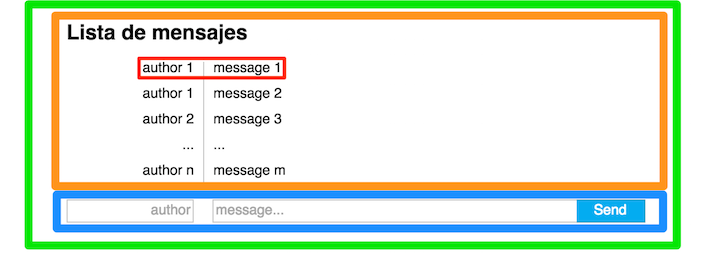 Lista de mensajes
author 1 message 1
author 1 message 2
author 2 message 3
... ...
author n message m
author message... Send